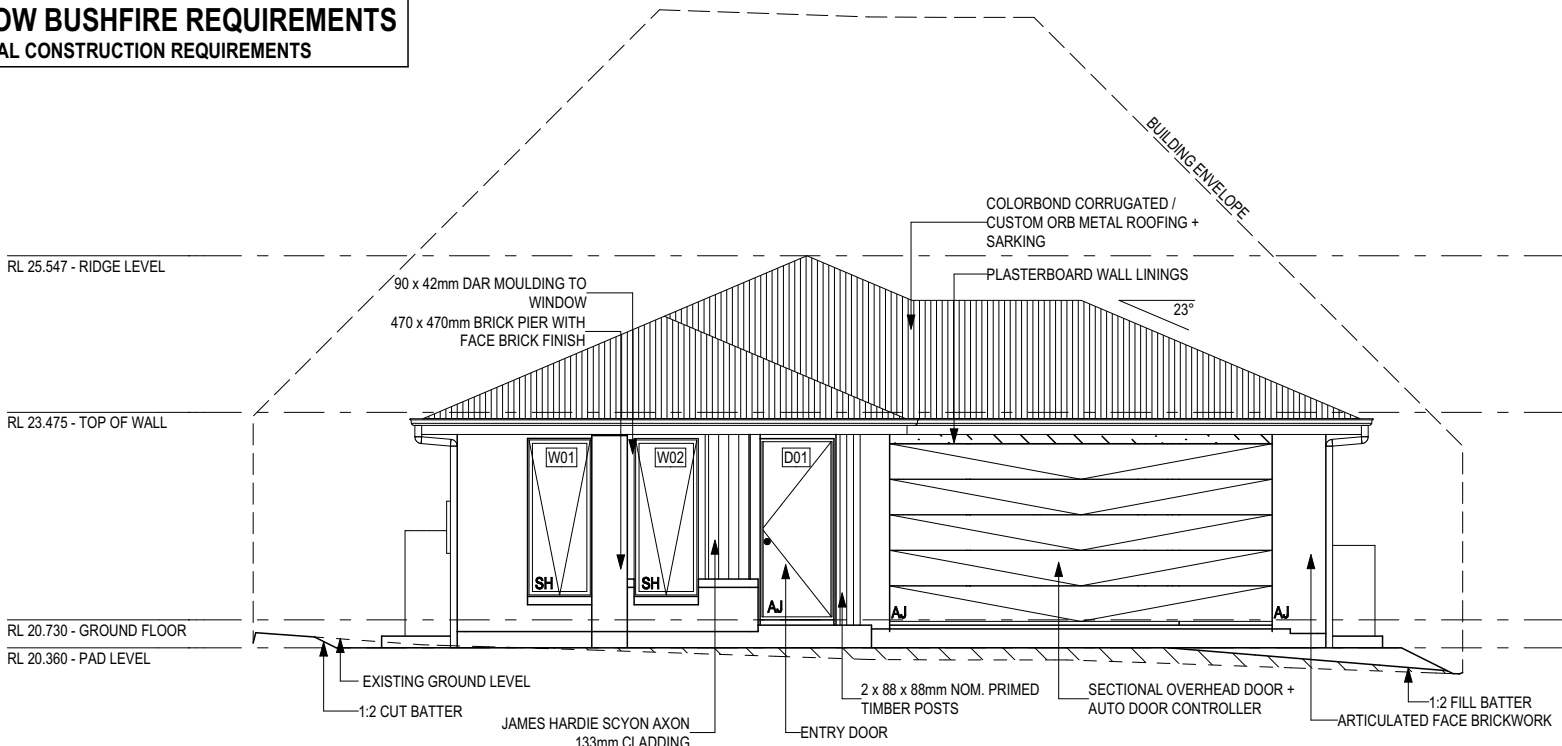 OW BUSHFIRE REQUIREMENTS
AL CONSTRUCTION REQUIREMENTS
BUILDING ENVELOPE
COLORBOND CORRUGATED /
CUSTOM ORB METAL ROOFING +
SARKING
RL 25.547 - RIDGE LEVEL
PLASTERBOARD WALL LININGS
90 x 42mm DAR MOULDING TO
WINDOW
23°
470 x 470mm BRICK PIER WITH
FACE BRICK FINISH
RL 23.475 - TOP OF WALL
W01
W02
D01
SH
SH
AJ
AJ
AJ
RL 20.730 - GROUND FLOOR
RL 20.360 - PAD LEVEL
EXISTING GROUND LEVEL
1:2 CUT BATTER
JAMES HARDIE SCYON AXON
133mm CLADDING
ENTRY DOOR
2 x 88 x 88mm NOM. PRIMED
TIMBER POSTS
SECTIONAL OVERHEAD DOOR +
AUTO DOOR CONTROLLER
1:2 FILL BATTER
ARTICULATED FACE BRICKWORK